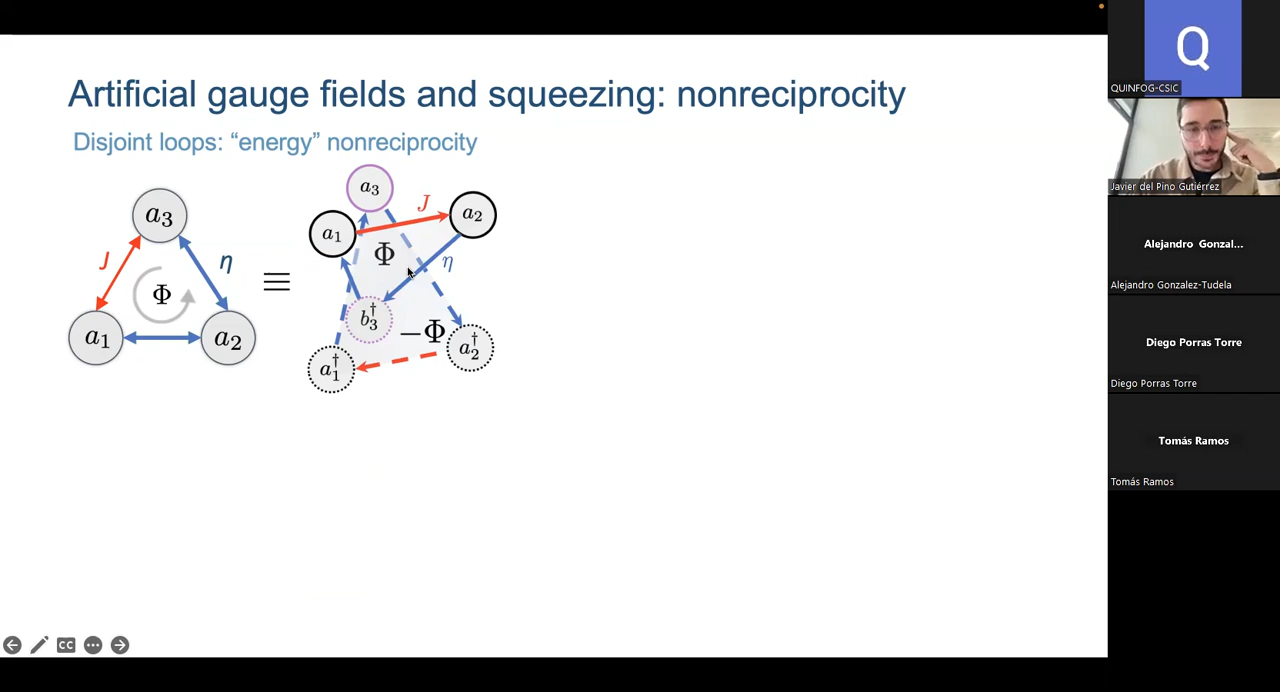 Artificial gauge fields and squeezing: nonreciprocity
Disjoint loops: “energy” nonreciprocity
a₃
J
η
Φ
a₁
a₂
≡
a₃
J
a₂
a₁
Φ
η
b₃†
−Φ
a₂†
a₁†
CC
Q
QUINFOG-CSIC
Javier del Pino Gutiérrez
Alejandro Gonzal...
Alejandro Gonzalez-Tudela
Diego Porras Torre
Diego Porras Torre
Tomás Ramos
Tomás Ramos